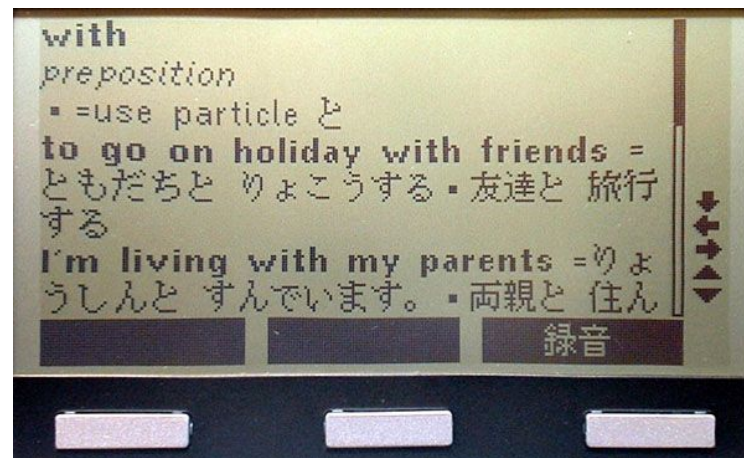 with
preposition
▪ =use particle と
to go on holiday with friends =
ともだちと りょこうする▪友達と 旅行
する
I'm living with my parents =りょ
うしんと すんでいます。▪両親と 住ん
録音